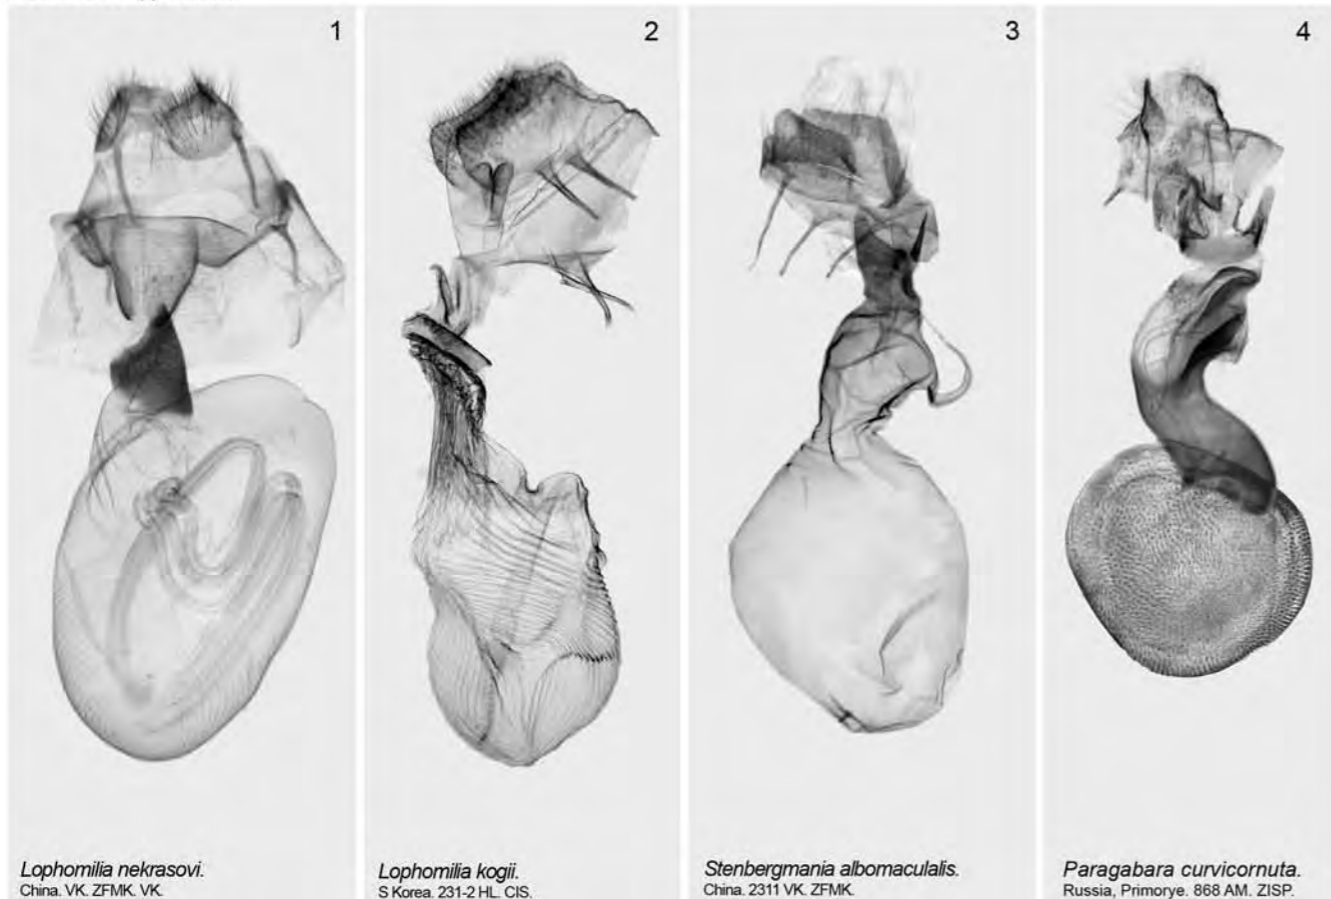 1
2
3
4
Lophomilia nekrasovi.
China. VK. ZFMK. VK.
Lophomilia kogii.
S Korea. 231-2 HL. CIS.
Stenbergmania albomaculalis.
China. 2311 VK. ZFMK.
Paragabara curvicornuta.
Russia, Primorye. 868 AM. ZISP.